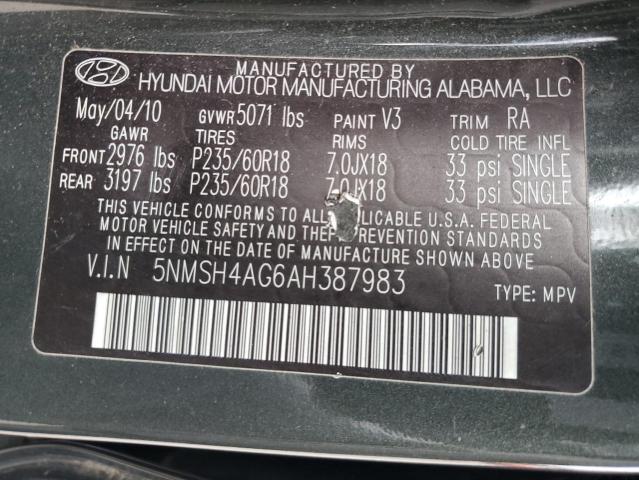 MANUFACTURED BY
HYUNDAI MOTOR MANUFACTURING ALABAMA, LLC
May/04/10 GVWR 5071 lbs PAINT V3 TRIM RA
GAWR TIRES RIMS COLD TIRE INFL
FRONT 2976 lbs P235/60R18 7.0JX18 33 psi SINGLE
REAR 3197 lbs P235/60R18 7.0JX18 33 psi SINGLE
THIS VEHICLE CONFORMS TO ALL APPLICABLE U.S.A. FEDERAL
MOTOR VEHICLE SAFETY AND THEFT PREVENTION STANDARDS
IN EFFECT ON THE DATE OF MANUFACTURE SHOWN ABOVE.
V.I.N 5NMSH4AG6AH387983 TYPE: MPV